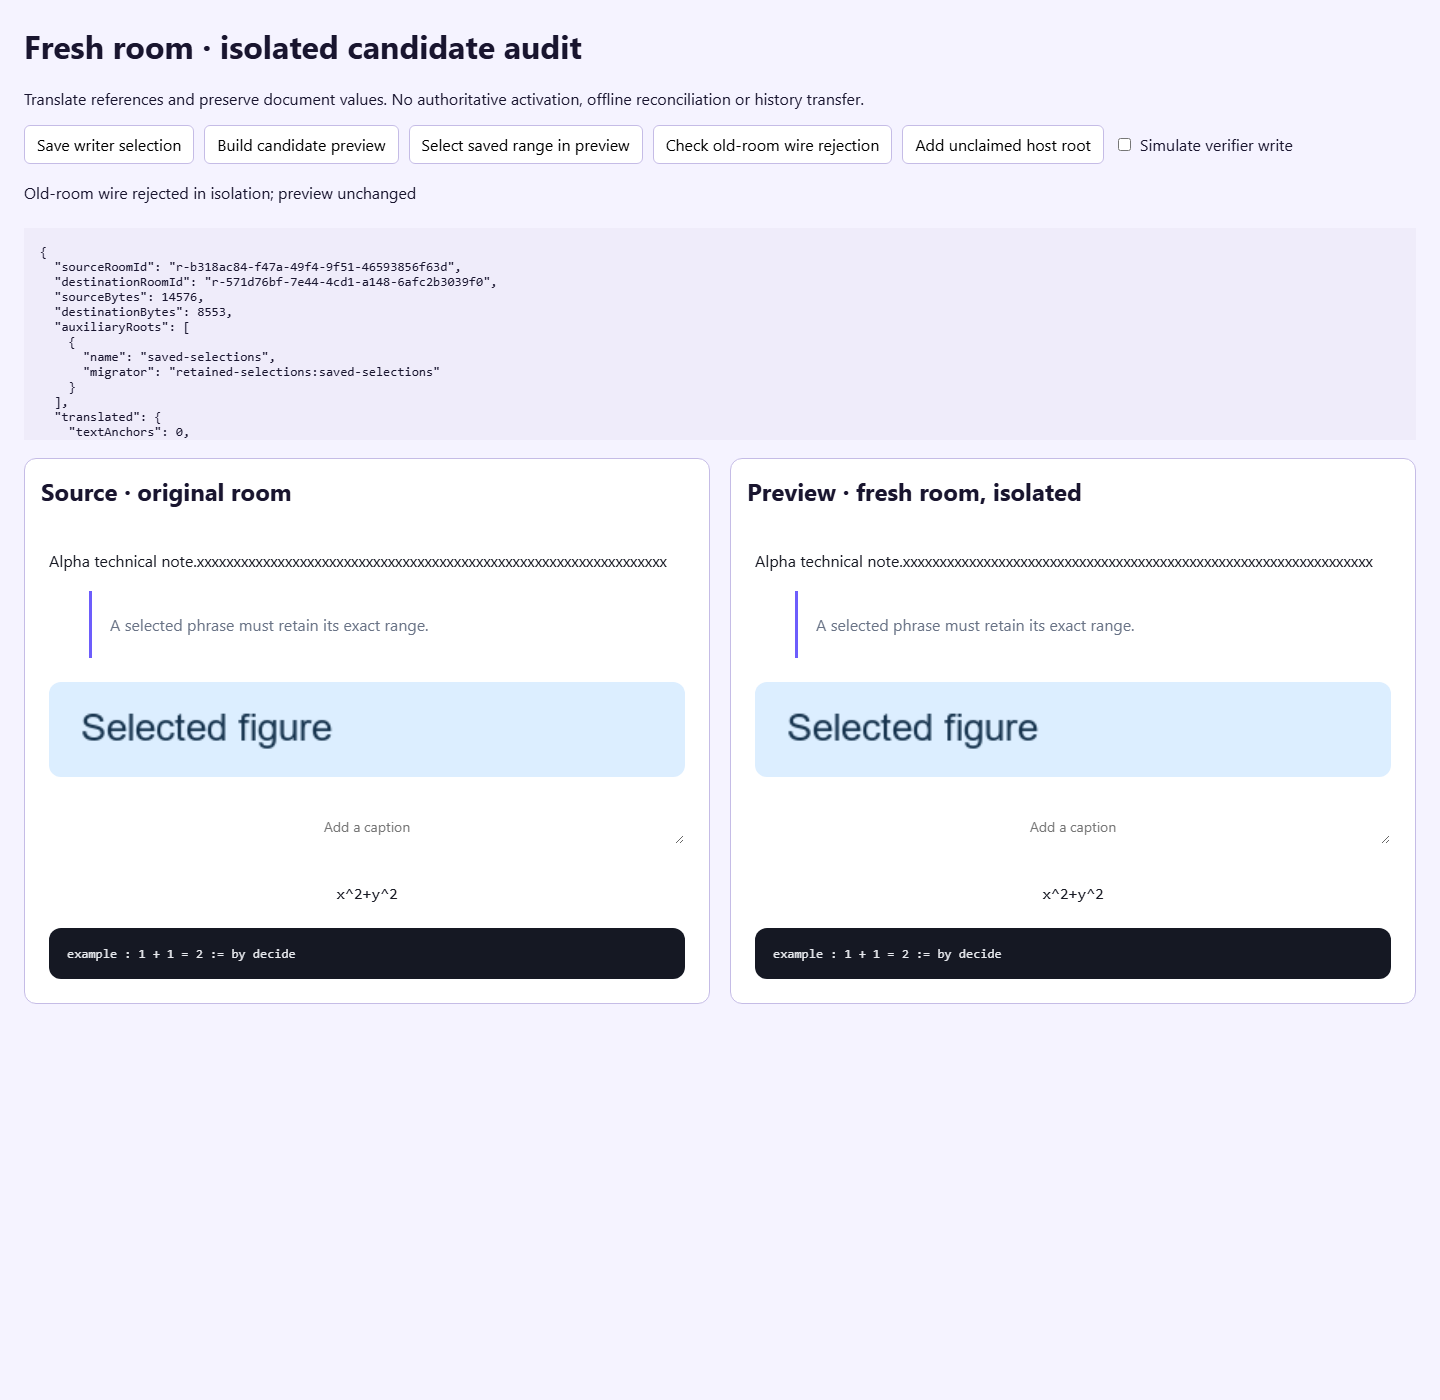 Fresh room · isolated candidate audit
Translate references and preserve document values. No authoritative activation, offline reconciliation or history transfer.
Save writer selection Build candidate preview Select saved range in preview Check old-room wire rejection Add unclaimed host root Simulate verifier write
Old-room wire rejected in isolation; preview unchanged
{
"sourceRoomId": "r-b318ac84-f47a-49f4-9f51-46593856f63d",
"destinationRoomId": "r-571d76bf-7e44-4cd1-a148-6afc2b3039f0",
"sourceBytes": 14576,
"destinationBytes": 8553,
"auxiliaryRoots": [
{
"name": "saved-selections",
"migrator": "retained-selections:saved-selections"
}
],
"translated": {
"textAnchors": 0,
Source · original room
Alpha technical note.xxxxxxxxxxxxxxxxxxxxxxxxxxxxxxxxxxxxxxxxxxxxxxxxxxxxxxxxxxxxxxxx
A selected phrase must retain its exact range.
Selected figure
Add a caption
x^2+y^2
example : 1 + 1 = 2 := by decide
Preview · fresh room, isolated
Alpha technical note.xxxxxxxxxxxxxxxxxxxxxxxxxxxxxxxxxxxxxxxxxxxxxxxxxxxxxxxxxxxxxxxx
A selected phrase must retain its exact range.
Selected figure
Add a caption
x^2+y^2
example : 1 + 1 = 2 := by decide